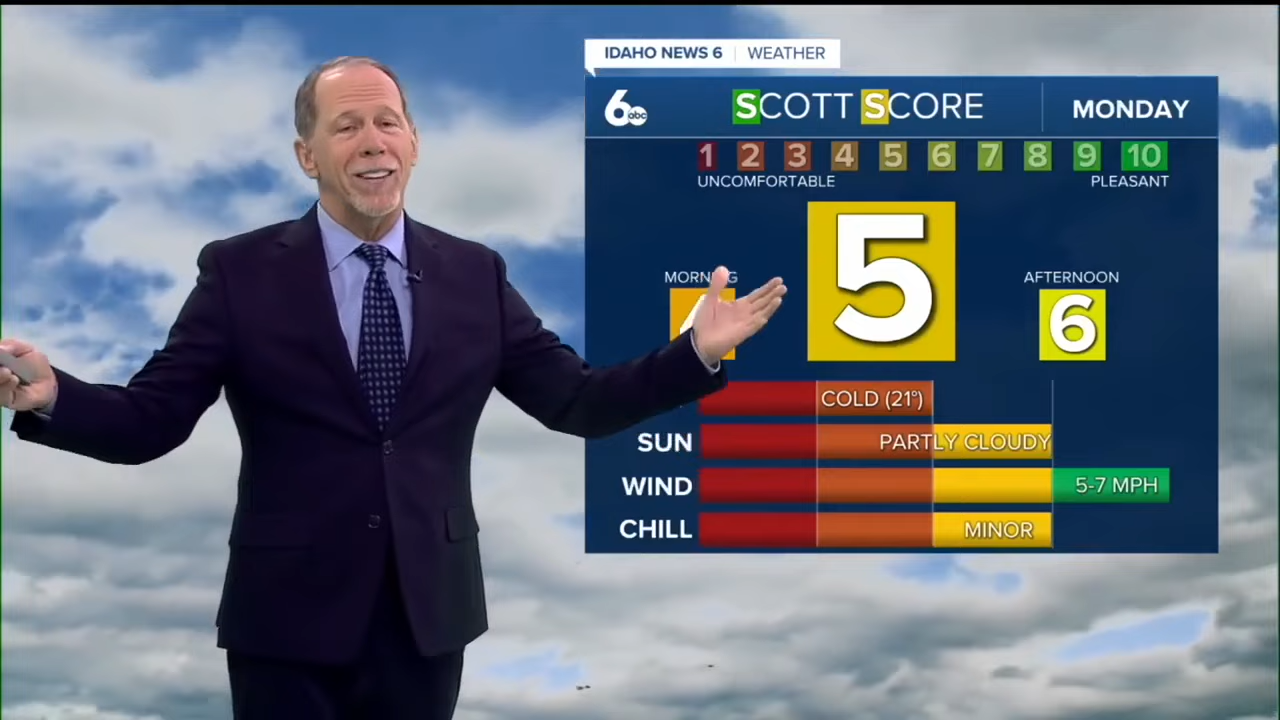 IDAHO NEWS 6 | WEATHER
6abc SCOTT SCORE MONDAY
1 2 3 4 5 6 7 8 9 10
UNCOMFORTABLE PLEASANT
5
AFTERNOON
6
COLD (21°)
SUN PARTLY CLOUDY
WIND 5-7 MPH
CHILL MINOR